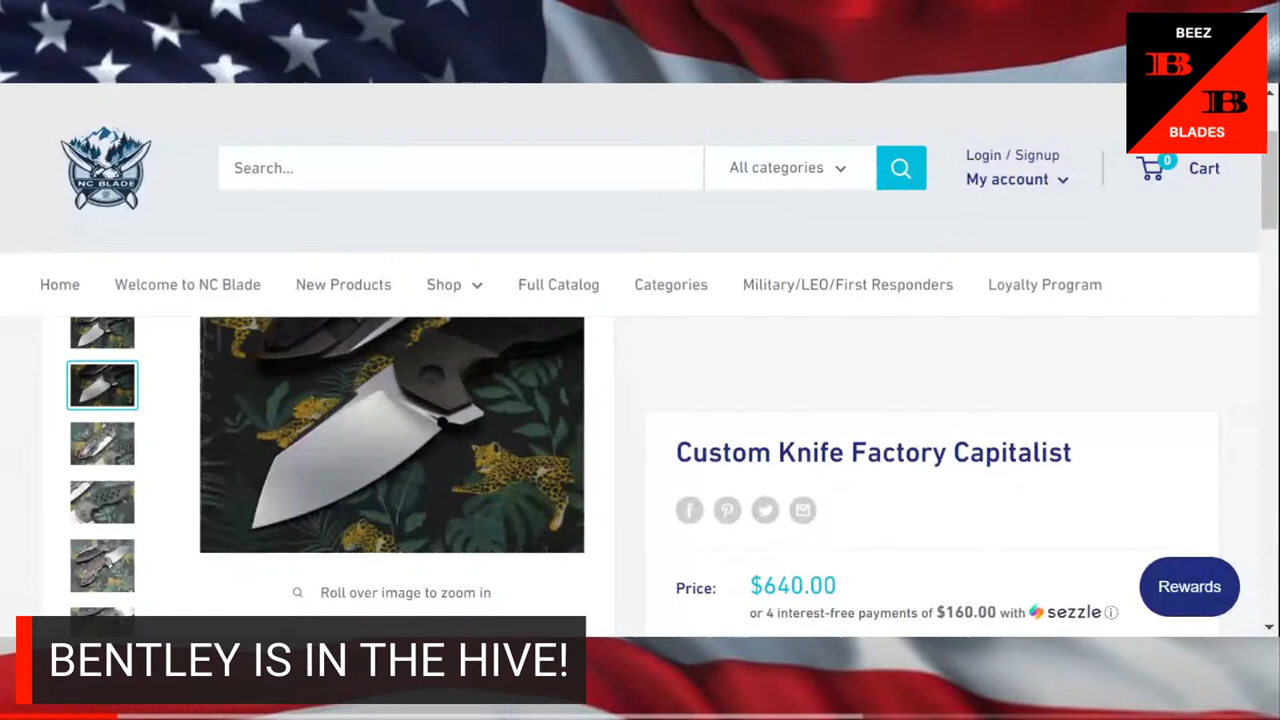 BEEZ
B
B
BLADES
NC BLADE
Search...
All categories
Login / Signup
My account
0
Cart
Home
Welcome to NC Blade
New Products
Shop
Full Catalog
Categories
Military/LEO/First Responders
Loyalty Program
Custom Knife Factory Capitalist
Price:
$640.00
or 4 interest-free payments of $160.00 with sezzle
Rewards
Roll over image to zoom in
BENTLEY IS IN THE HIVE!